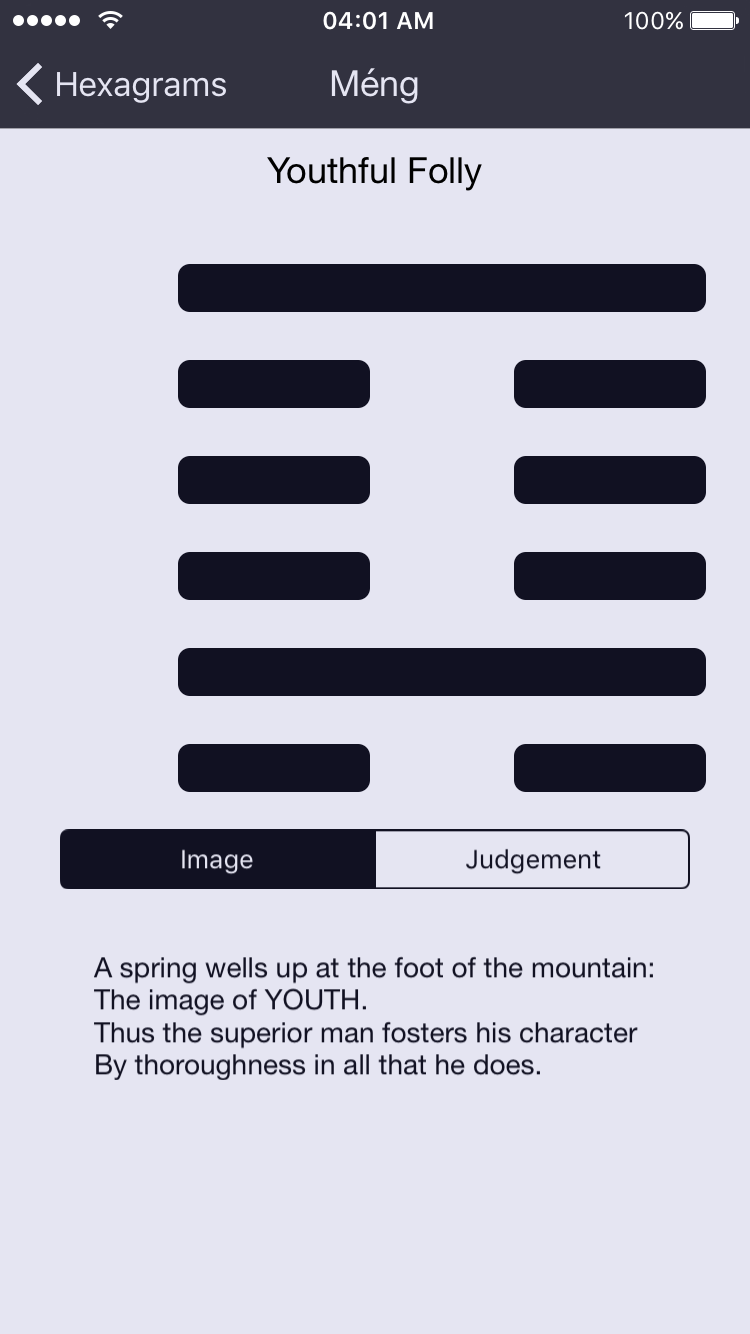 04:01 AM 100%
Hexagrams Méng
Youthful Folly
Image Judgement
A spring wells up at the foot of the mountain:
The image of YOUTH.
Thus the superior man fosters his character
By thoroughness in all that he does.